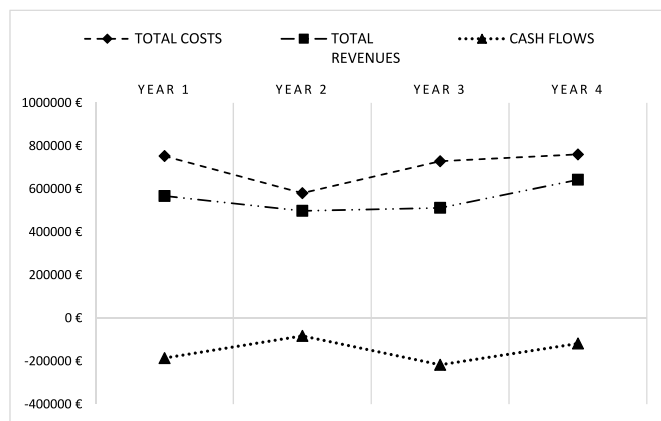 TOTAL COSTS
TOTAL
REVENUES
CASH FLOWS
YEAR 1 YEAR 2 YEAR 3 YEAR 4
1000000 €
800000 €
600000 €
400000 €
200000 €
0 €
-200000 €
-400000 €